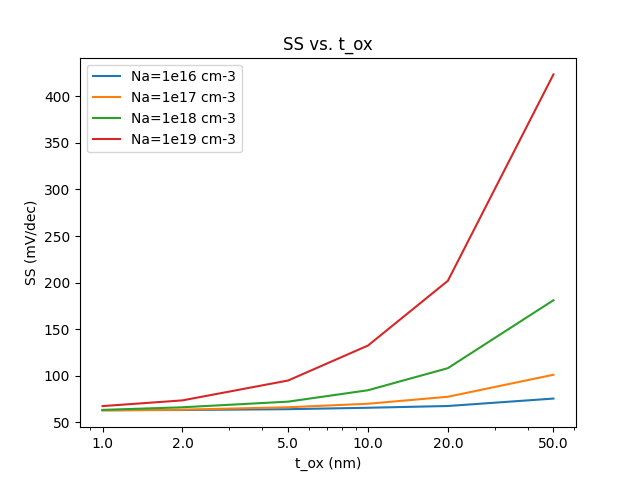 SS vs. t_ox
Na=1e16 cm-3
Na=1e17 cm-3
Na=1e18 cm-3
Na=1e19 cm-3
400
350
300
250
200
150
100
50
SS (mV/dec)
1.0 2.0 5.0 10.0 20.0 50.0
t_ox (nm)